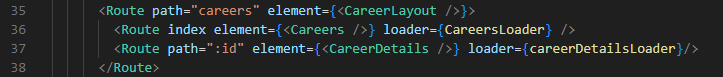 35 <Route path="careers" element={<CareerLayout />}>
36 <Route index element={<Careers />} loader={CareersLoader} />
37 <Route path=":id" element={<CareerDetails />} loader={careerDetailsLoader}/>
38 </Route>